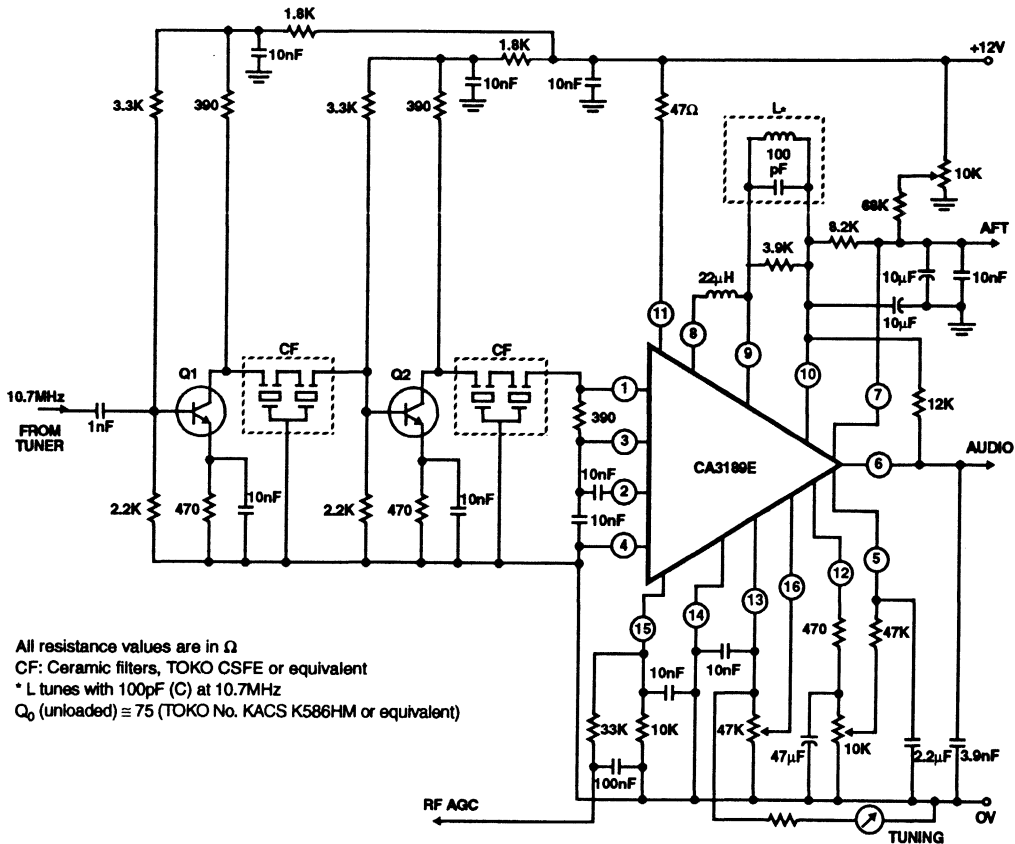 1.8K
10nF
1.8K
10nF
10nF
+12V
3.3K
390
3.3K
390
47Ω
L*
100
pF
10K
68K
8.2K
AFT
3.9K
22μH
10μF
10nF
10μF
11
8
9
10
7
12K
Q1
CF
Q2
CF
10.7MHz
1nF
FROM
TUNER
1
390
3
10nF
2
10nF
4
CA3189E
6
AUDIO
2.2K
470
10nF
2.2K
470
10nF
5
12
16
13
14
15
470
47K
10nF
10nF
33K
10K
47K
47μF
10K
2.2μF
3.9nF
100nF
RF AGC
0V
TUNING
All resistance values are in Ω
CF: Ceramic filters, TOKO CSFE or equivalent
* L tunes with 100pF (C) at 10.7MHz
Q0 (unloaded) ≅ 75 (TOKO No. KACS K586HM or equivalent)